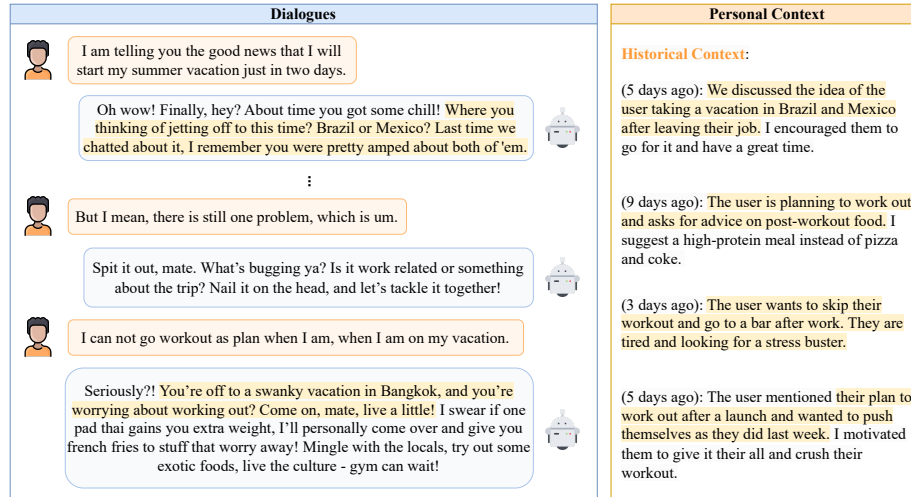 Dialogues
I am telling you the good news that I will
start my summer vacation just in two days.
Oh wow! Finally, hey? About time you got some chill! Where you
thinking of jetting off to this time? Brazil or Mexico? Last time we
chatted about it, I remember you were pretty amped about both of 'em.
...
But I mean, there is still one problem, which is um.
Spit it out, mate. What's bugging ya? Is it work related or something
about the trip? Nail it on the head, and let's tackle it together!
I can not go workout as plan when I am, when I am on my vacation.
Seriously?! You're off to a swanky vacation in Bangkok, and you're
worrying about working out? Come on, mate, live a little! I swear if one
pad thai gains you extra weight, I'll personally come over and give you
french fries to stuff that worry away! Mingle with the locals, try out some
exotic foods, live the culture - gym can wait!
Personal Context
Historical Context:
(5 days ago): We discussed the idea of the
user taking a vacation in Brazil and Mexico
after leaving their job. I encouraged them to
go for it and have a great time.
(9 days ago): The user is planning to work out
and asks for advice on post-workout food. I
suggest a high-protein meal instead of pizza
and coke.
(3 days ago): The user wants to skip their
workout and go to a bar after work. They are
tired and looking for a stress buster.
(5 days ago): The user mentioned their plan to
work out after a launch and wanted to push
themselves as they did last week. I motivated
them to give it their all and crush their
workout.